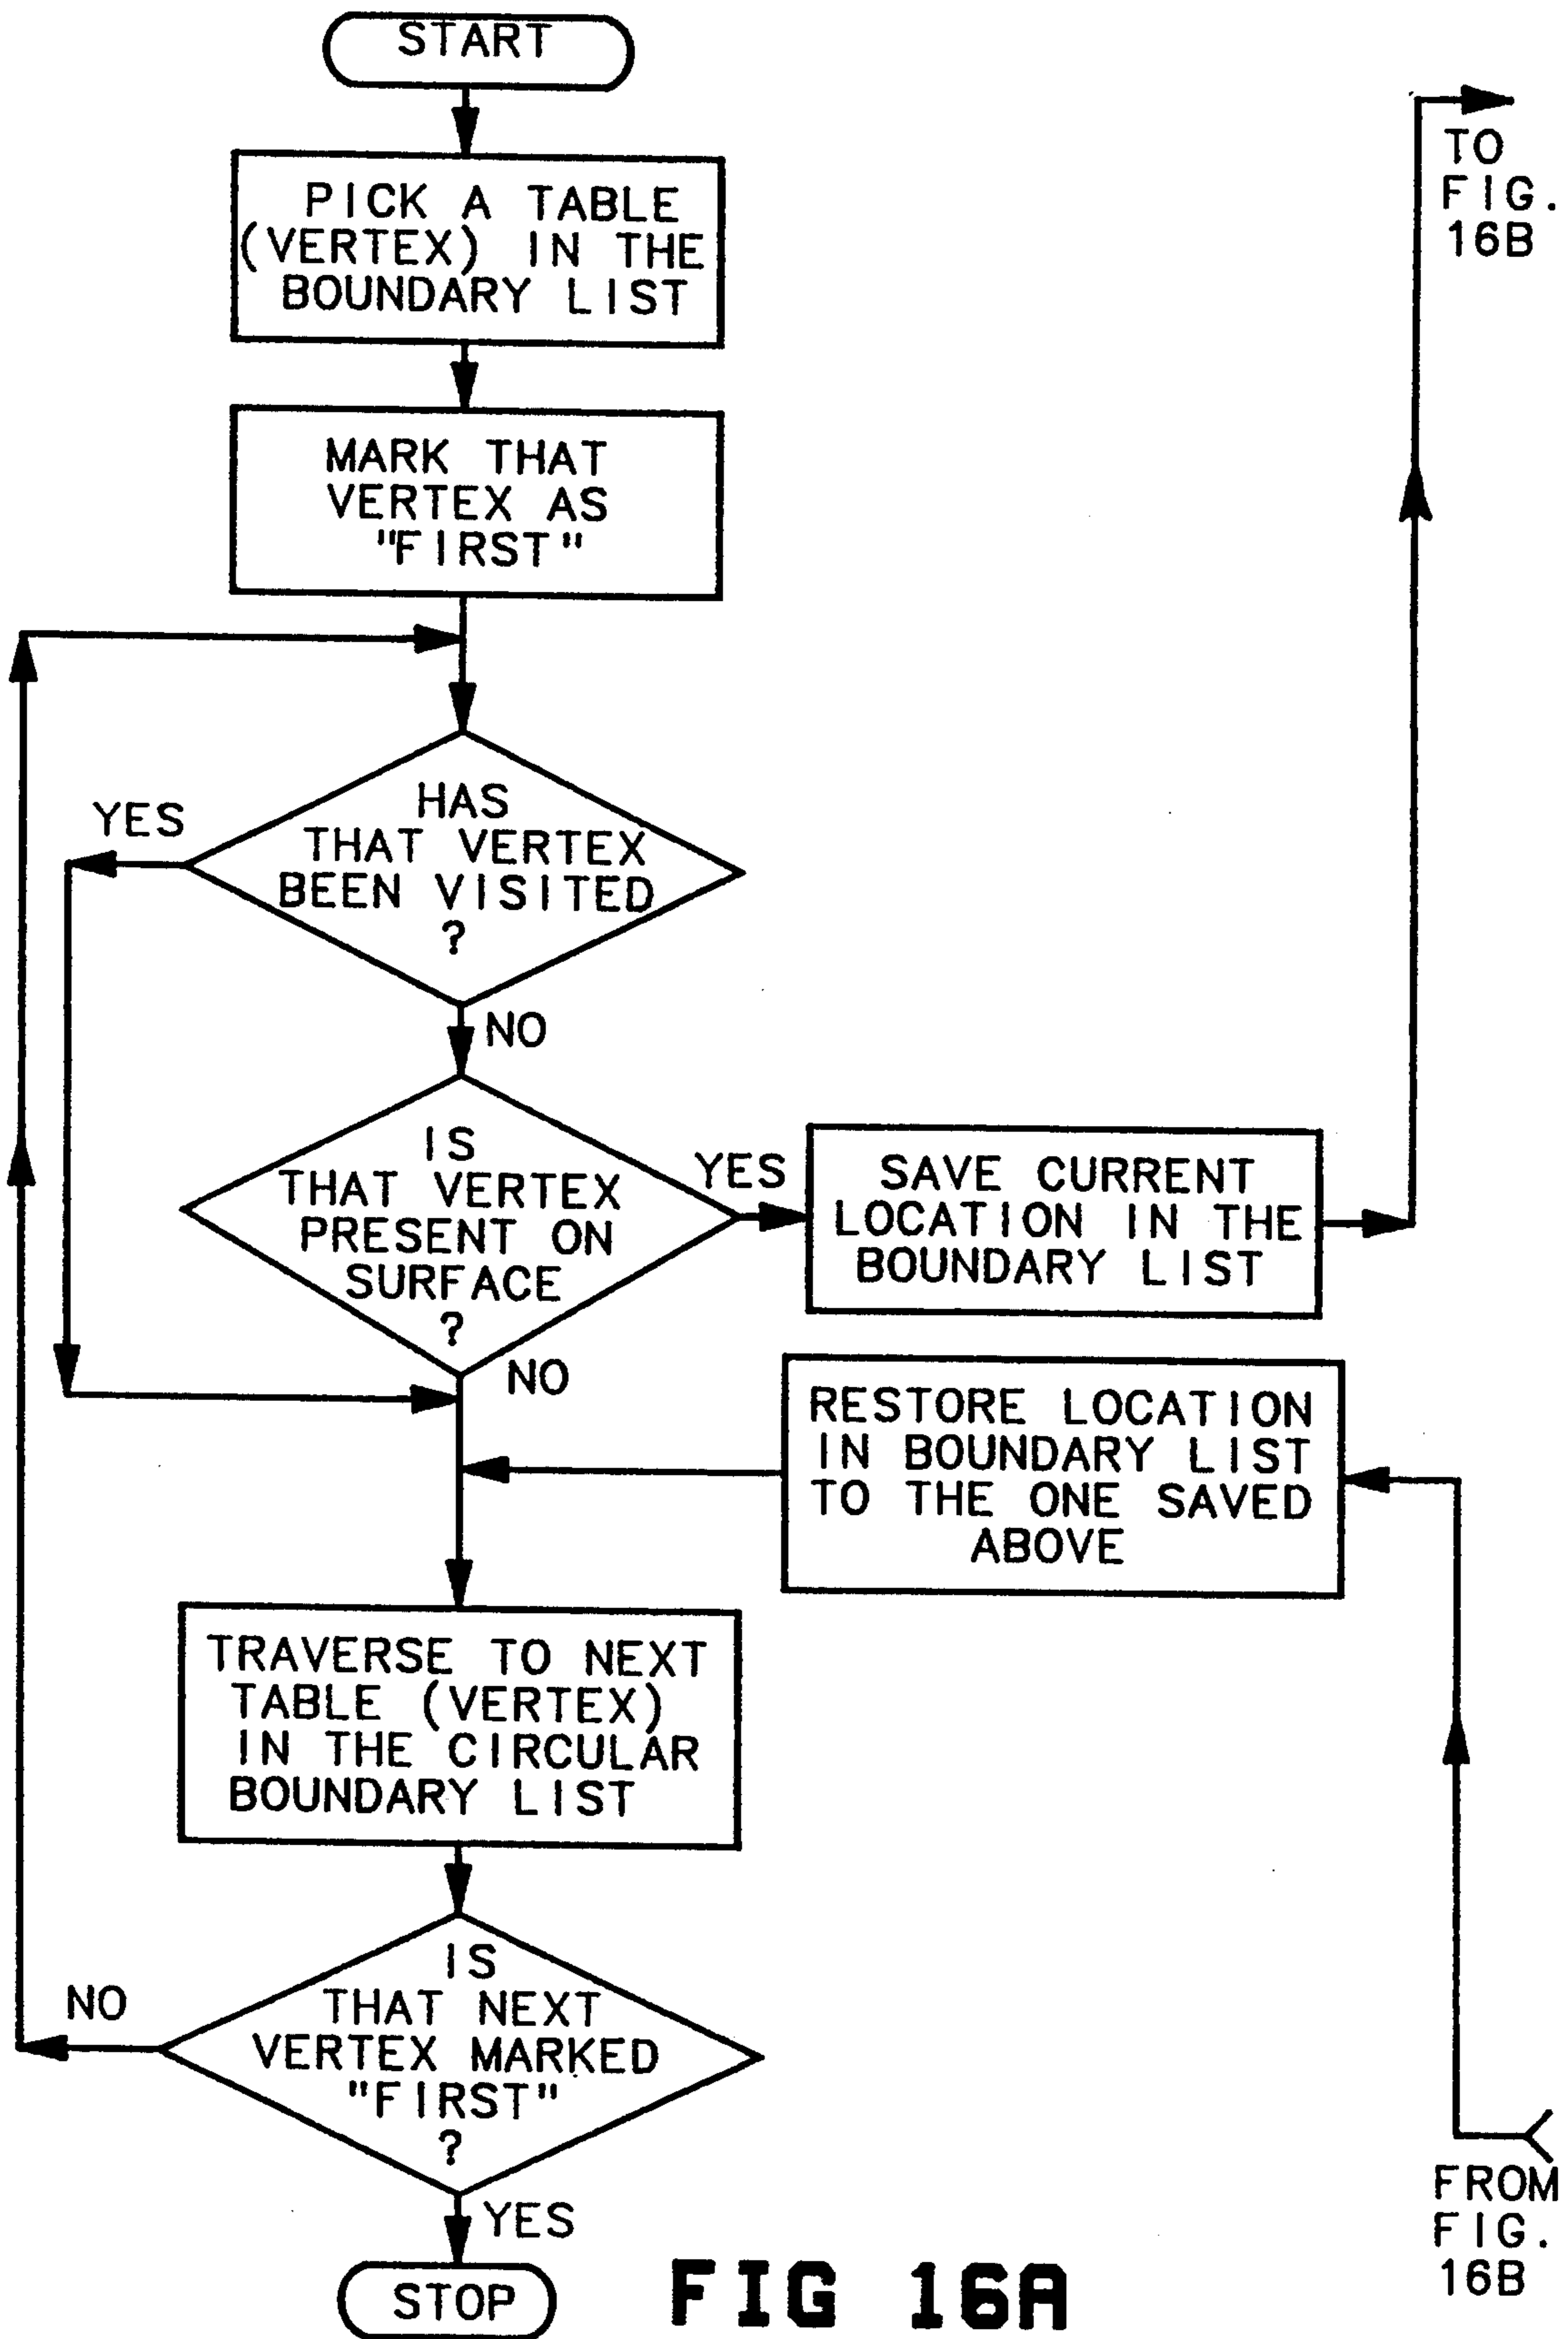 START
PICK A TABLE
(VERTEX) IN THE
BOUNDARY LIST
MARK THAT
VERTEX AS
"FIRST"
HAS
THAT VERTEX
BEEN VISITED
?
YES
NO
IS
THAT VERTEX
PRESENT ON
SURFACE
?
YES
NO
SAVE CURRENT
LOCATION IN THE
BOUNDARY LIST
TO
FIG.
16B
RESTORE LOCATION
IN BOUNDARY LIST
TO THE ONE SAVED
ABOVE
TRAVERSE TO NEXT
TABLE (VERTEX)
IN THE CIRCULAR
BOUNDARY LIST
IS
THAT NEXT
VERTEX MARKED
"FIRST"
?
NO
YES
STOP
FROM
FIG.
16B
FIG 16A